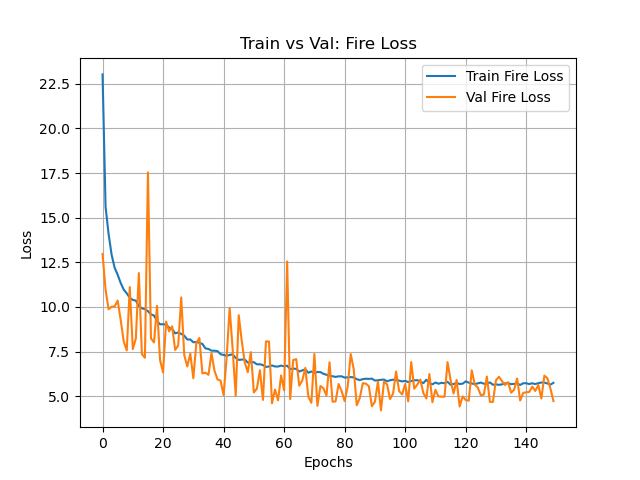 Train vs Val: Fire Loss
Train Fire Loss
Val Fire Loss
Loss
22.5
20.0
17.5
15.0
12.5
10.0
7.5
5.0
0 20 40 60 80 100 120 140
Epochs